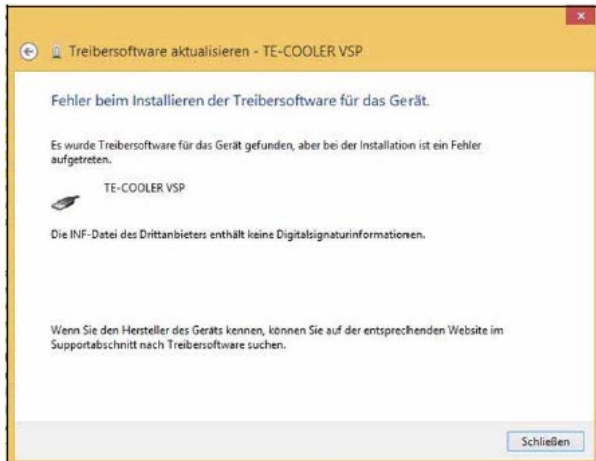 Treibersoftware aktualisieren - TE-COOLER VSP
Fehler beim Installieren der Treibersoftware für das Gerät.
Es wurde Treibersoftware für das Gerät gefunden, aber bei der Installation ist ein Fehler
aufgetreten.
TE-COOLER VSP
Die INF-Datei des Drittanbieters enthält keine Digitalsignaturinformationen.
Wenn Sie den Hersteller des Geräts kennen, können Sie auf der entsprechenden Website im
Supportabschnitt nach Treibersoftware suchen.
Schließen